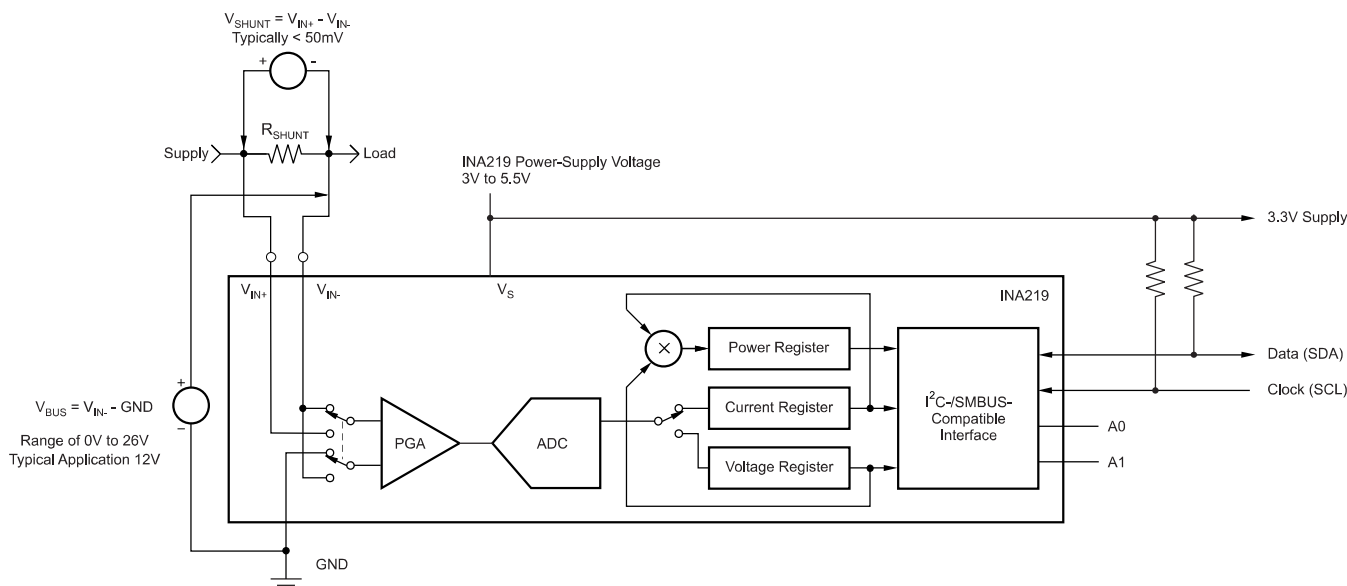 V_SHUNT = V_IN+ - V_IN-
Typically < 50mV
+
-
R_SHUNT
Supply
Load
INA219 Power-Supply Voltage
3V to 5.5V
3.3V Supply
V_IN+
V_IN-
V_S
INA219
×
Power Register
Data (SDA)
Clock (SCL)
+
V_BUS = V_IN- - GND
−
Range of 0V to 26V
Typical Application 12V
PGA
ADC
Current Register
Voltage Register
I²C-/SMBUS-
Compatible
Interface
A0
A1
GND